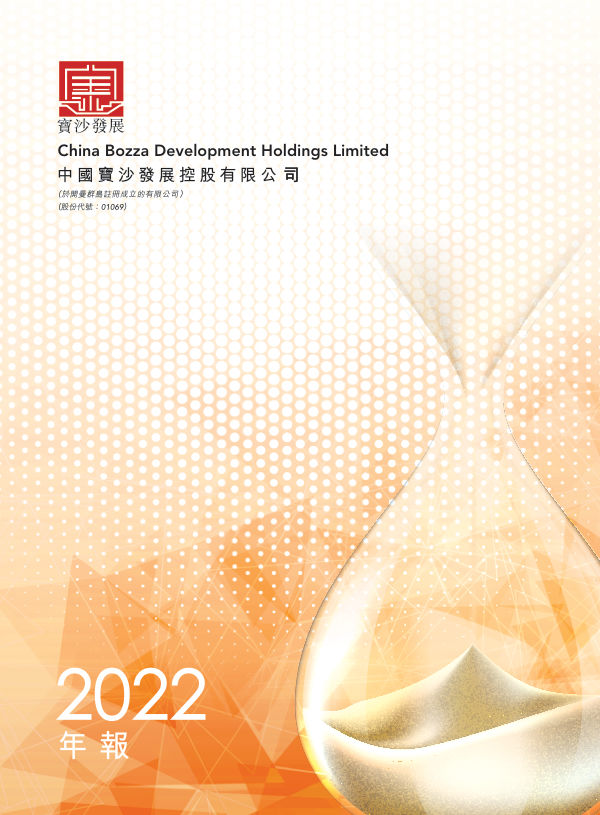 寶沙發展
China Bozza Development Holdings Limited
中國寶沙發展控股有限公司
(於開曼群島註冊成立的有限公司)
(股份代號：01069)
2022
年報